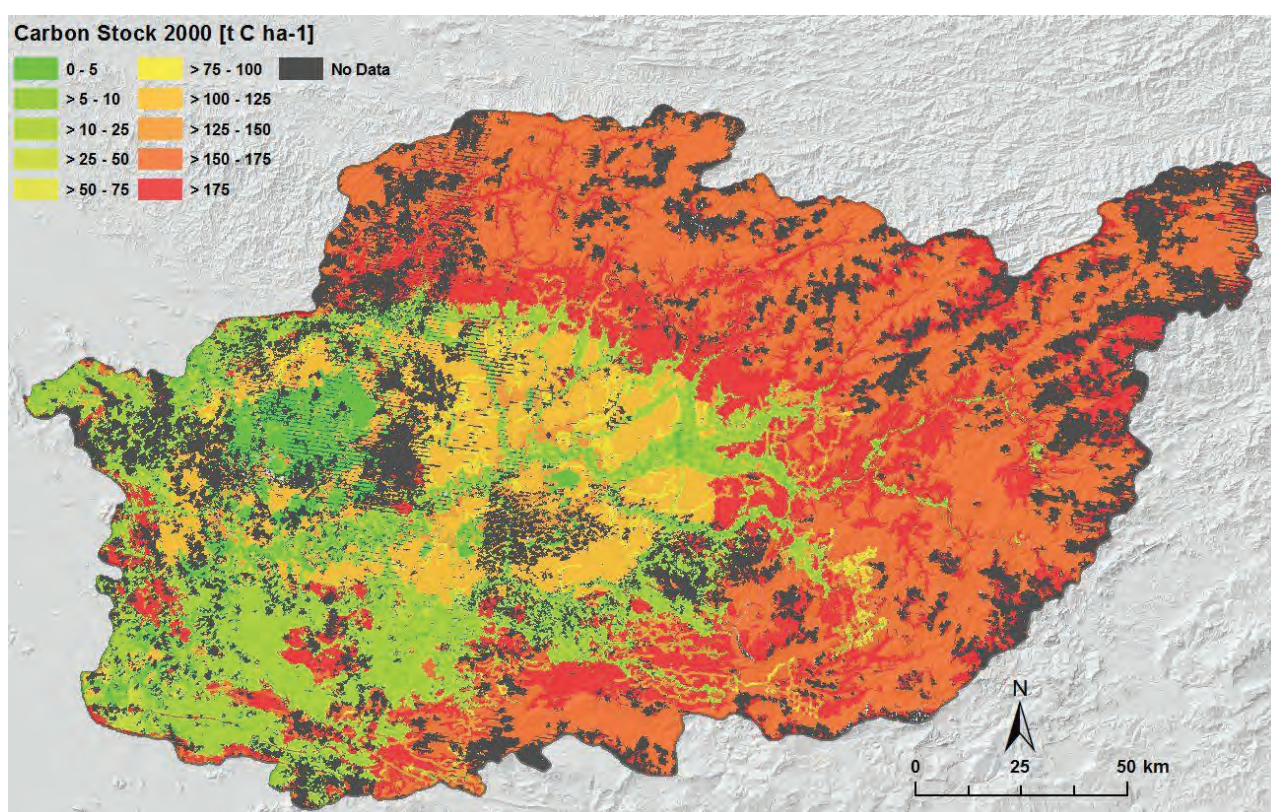 Carbon Stock 2000 [t C ha-1]
0 - 5
> 5 - 10
> 10 - 25
> 25 - 50
> 50 - 75
> 75 - 100
> 100 - 125
> 125 - 150
> 150 - 175
> 175
No Data
N
0 25 50 km